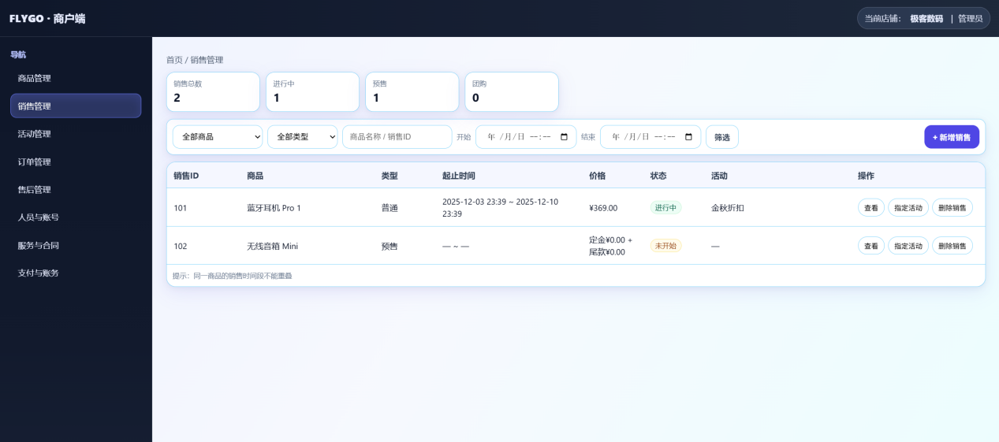 FLYGO · 商户端
当前店铺： 极客数码 | 管理员
导航
商品管理
销售管理
活动管理
订单管理
售后管理
人员与账号
服务与合同
支付与账务
首页 / 销售管理
销售总数
2
进行中
1
预售
1
团购
0
全部商品 全部类型 商品名称 / 销售ID 开始 年 /月/日 --:-- 结束 年 /月/日 --:-- 筛选 + 新增销售
销售ID 商品 类型 起止时间 价格 状态 活动 操作
101 蓝牙耳机 Pro 1 普通 2025-12-03 23:39 ~ 2025-12-10 ¥369.00 进行中 金秋折扣 查看 指定活动 删除销售
23:39
102 无线音箱 Mini 预售 — ~ — 定金¥0.00 + 未开始 — 查看 指定活动 删除销售
尾款¥0.00
提示：同一商品的销售时间段不能重叠